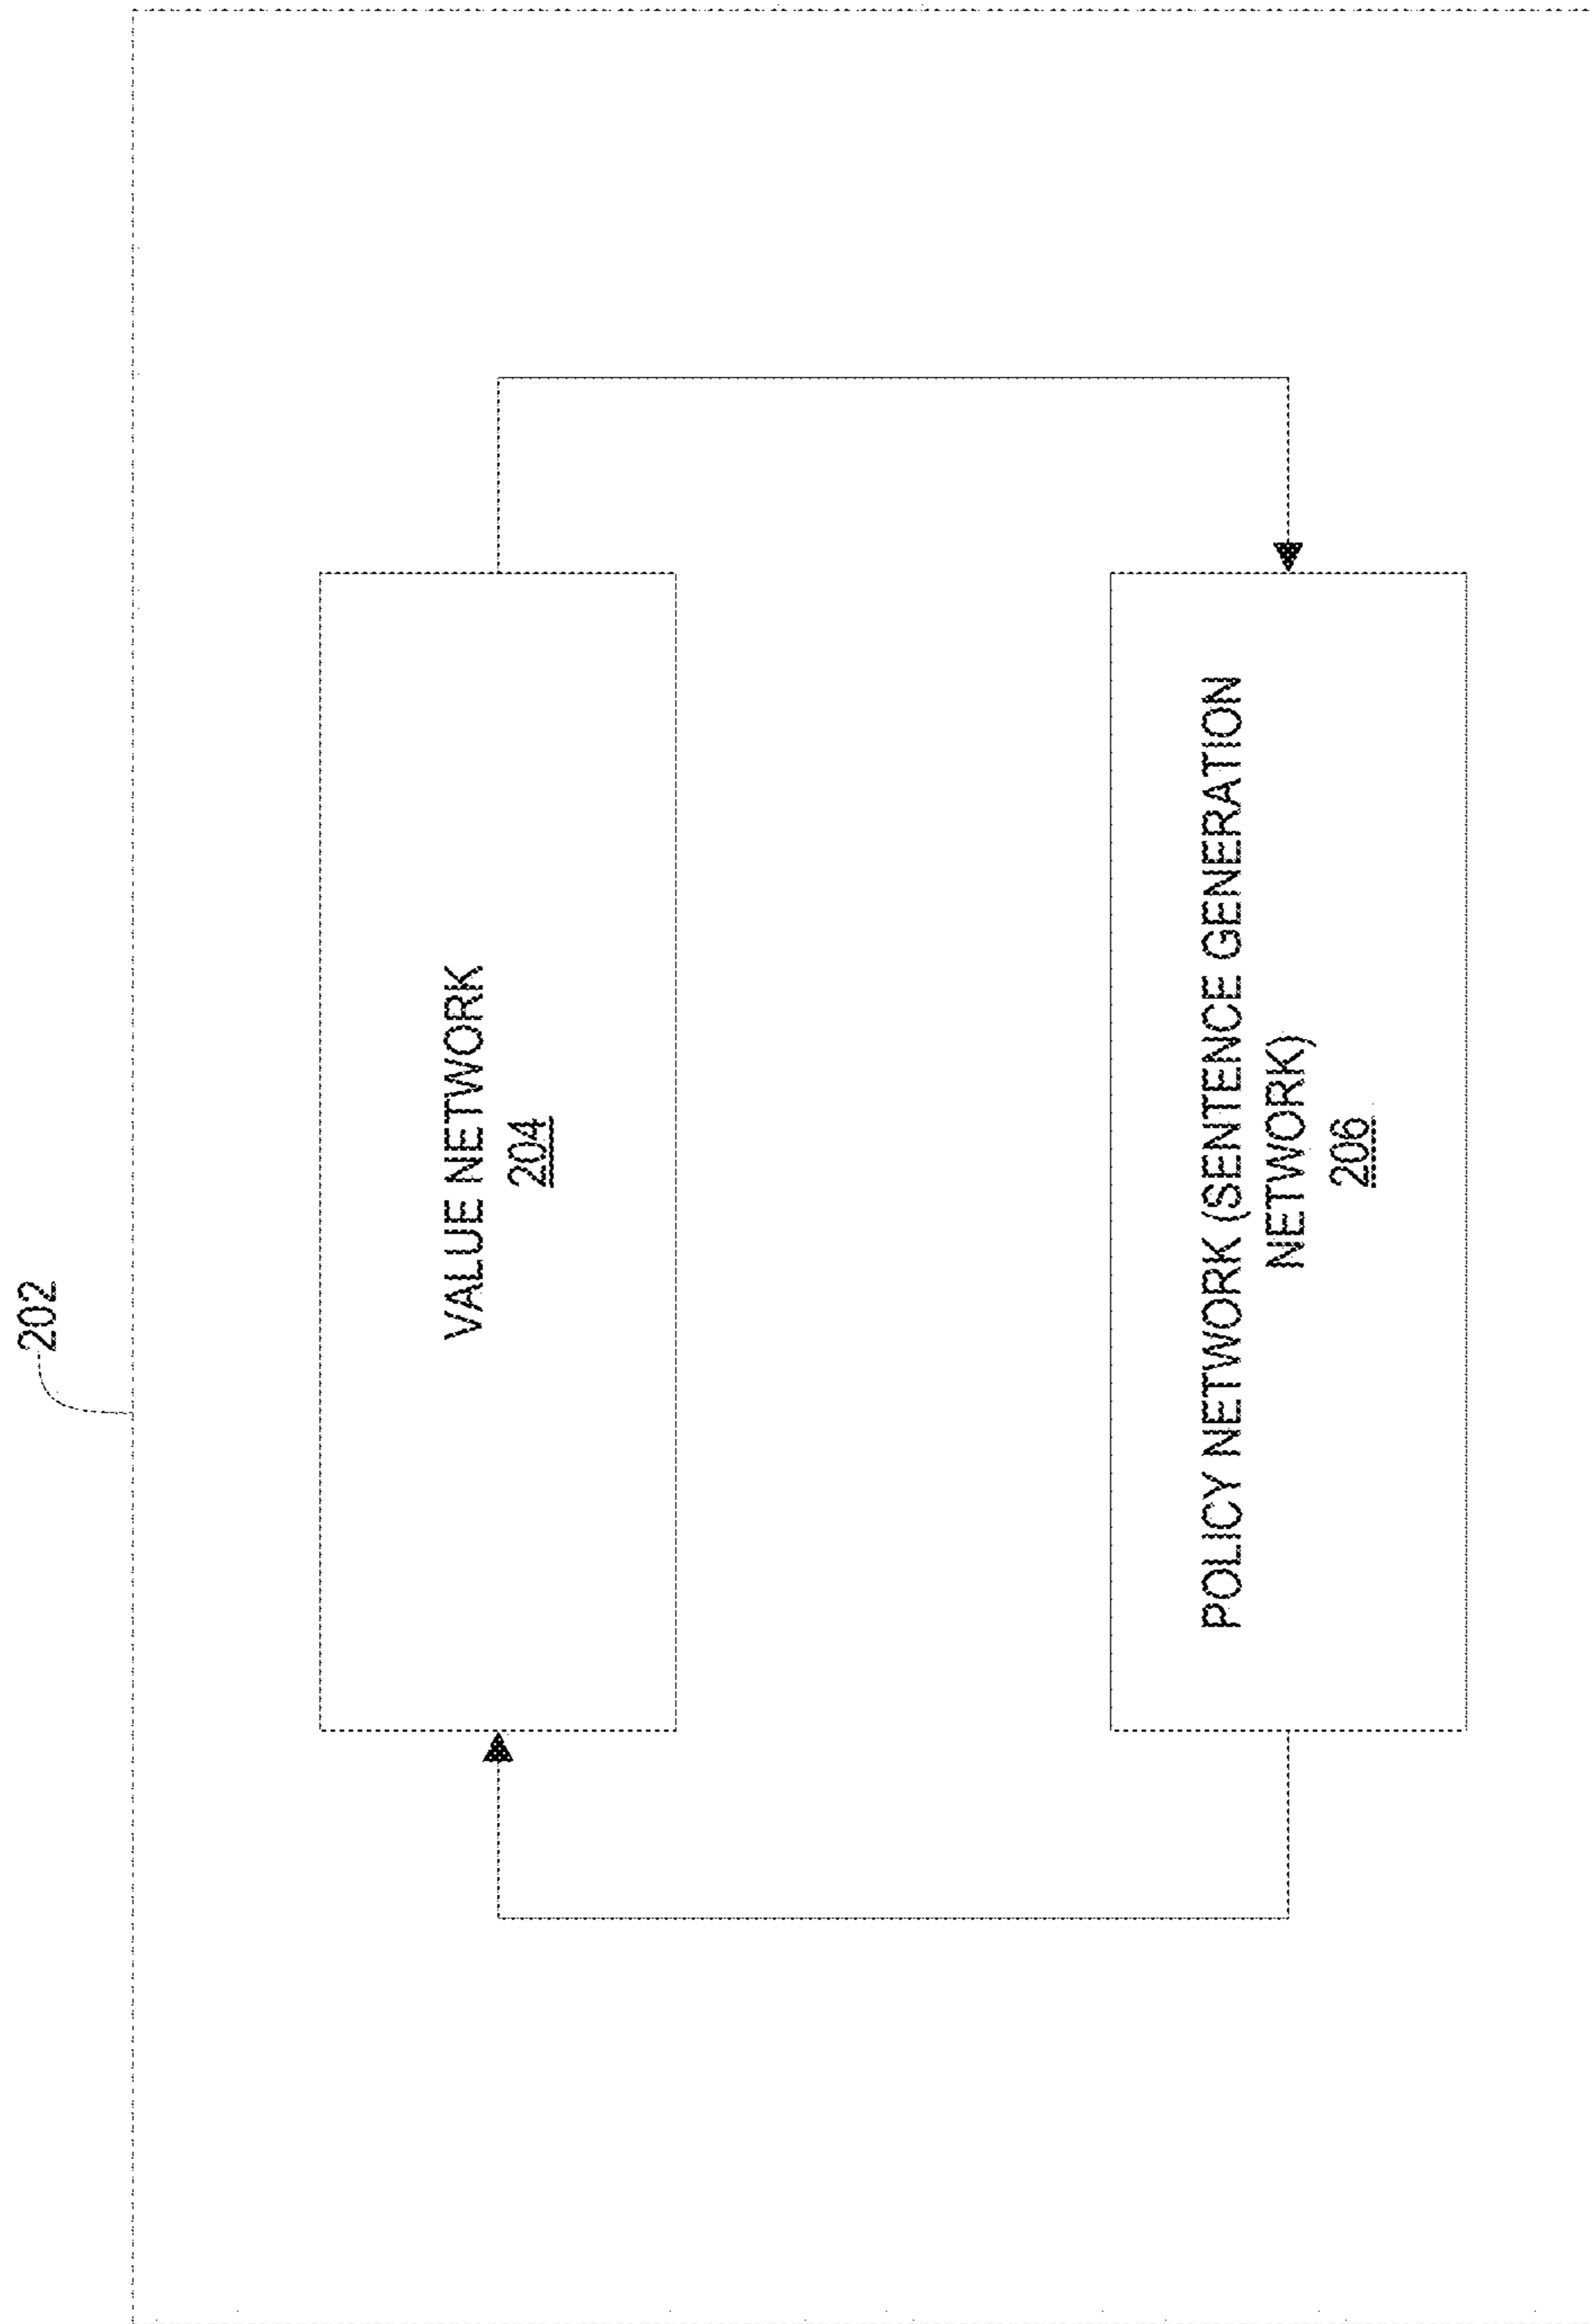 202
VALUE NETWORK
204
POLICY NETWORK (SENTENCE GENERATION
NETWORK)
206